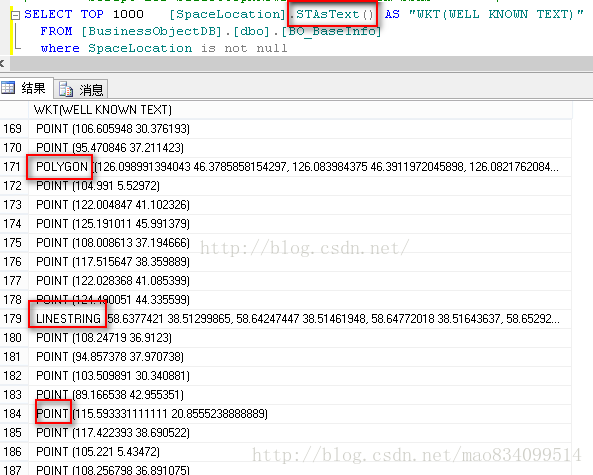 SELECT TOP 1000 [SpaceLocation].STAsText() AS "WKT(WELL KNOWN TEXT)"
FROM [BusinessObjectDB].[dbo].[BO_BaseInfo]
where SpaceLocation is not null
结果 消息
WKT(WELL KNOWN TEXT)
169 POINT (106.605948 30.376193)
170 POINT (95.470846 37.211423)
171 POLYGON (126.098991394043 46.3785858154297, 126.083984375 46.3911972045898, 126.0821762084...
172 POINT (104.991 5.52972)
173 POINT (122.004847 41.102326)
174 POINT (125.191011 45.991379)
175 POINT (108.008613 37.194666)
http://blog.csdn.net/
176 POINT (117.515647 38.359889)
177 POINT (122.028368 41.085399)
178 POINT (124.490051 44.335599)
179 LINESTRING (58.6377421 38.51299865, 58.64247447 38.51461948, 58.64772018 38.51643637, 58.65292...
180 POINT (108.24719 36.9123)
181 POINT (94.857378 37.970738)
182 POINT (103.509891 30.340881)
183 POINT (89.166538 42.955351)
184 POINT (115.593331111111 20.8555238888889)
185 POINT (117.422393 38.690522)
186 POINT (105.221 5.43472)
http://blog.csdn.net/mao834099514
187 POINT (108.256798 36.891075)